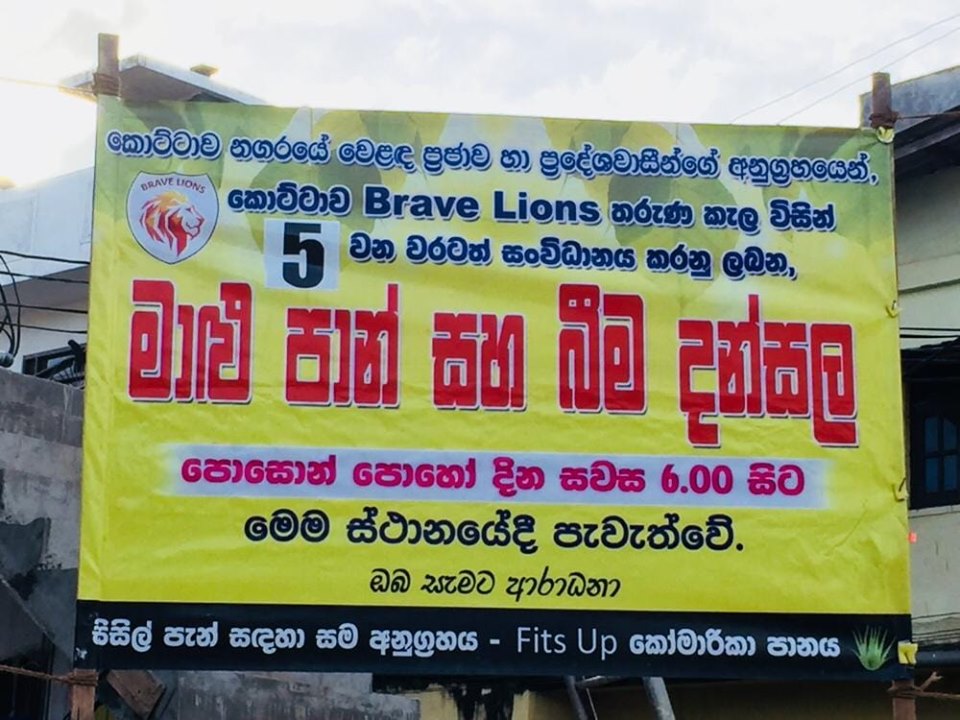 කොට්ටාව නගරයේ වෙළඳ ප්‍රජාව හා ප්‍රදේශවාසීන්ගේ අනුග්‍රහයෙන්,
BRAVE LIONS
කොට්ටාව Brave Lions තරුණ කැල විසින්
5 වන වරටත් සංවිධානය කරනු ලබන,
මාළු පාන් සහ බීම දන්සල
පොසොන් පොහෝ දින සවස 6.00 සිට
මෙම ස්ථානයේදී පැවැත්වේ.
ඔබ සැමට ආරාධනා
සිසිල් පැන් සඳහා සම අනුග්‍රහය - Fits Up කෝමාරිකා පානය